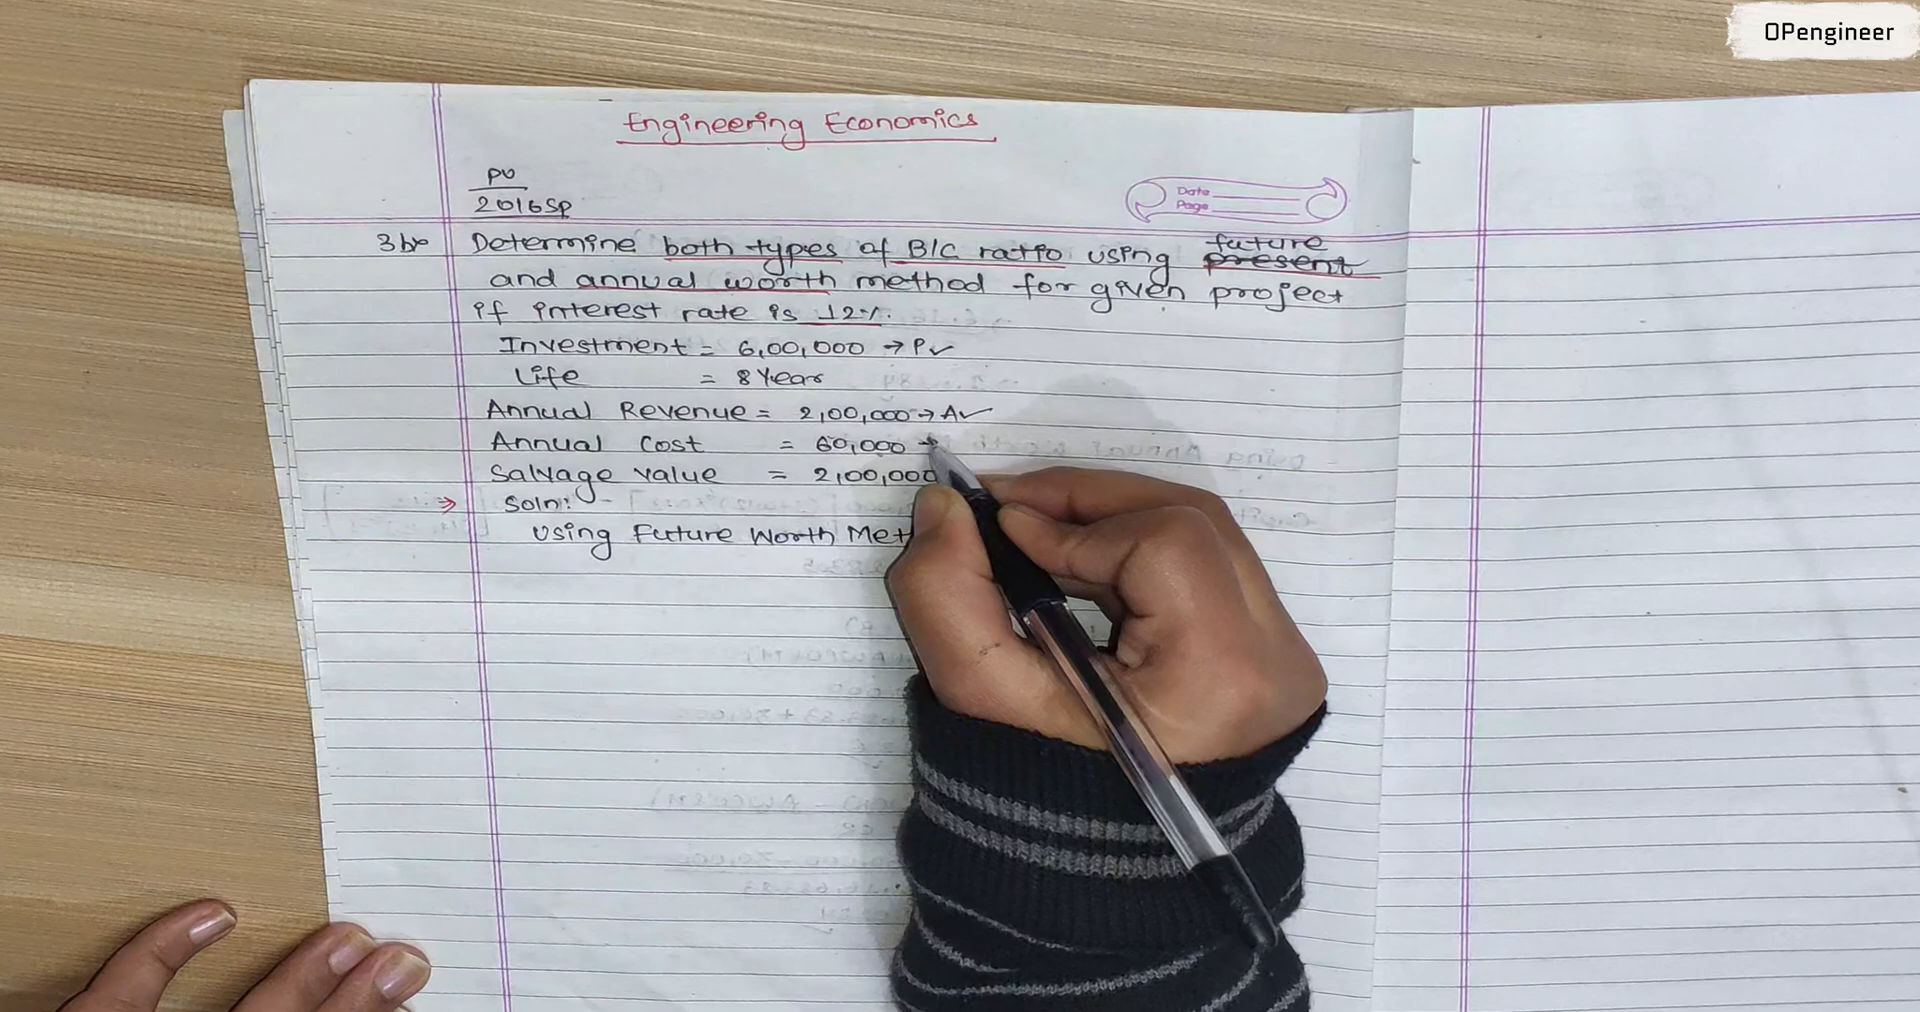 OPengineer
Engineering Economics
PU
2016SP
Date
Page
3b. Determine both types of B/C ratio using present future
and annual worth method for given project
if interest rate is 12%.
Investment = 6,00,000 → P✓
Life = 8 Year
Annual Revenue = 2,00,000 → A✓
Annual Cost = 60,000 →
Salvage value = 2,00,000
⇒ Soln: -
Using Future Worth Met